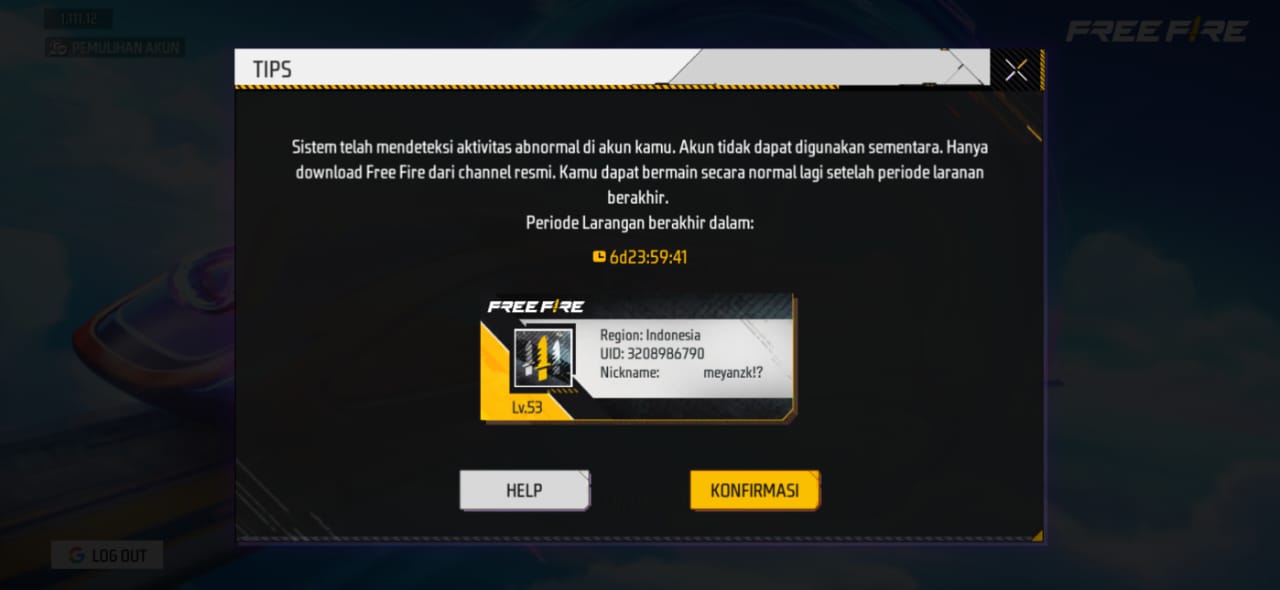 1.111.12
PEMULIHAN AKUN
FREE FIRE
TIPS
Sistem telah mendeteksi aktivitas abnormal di akun kamu. Akun tidak dapat digunakan sementara. Hanya
download Free Fire dari channel resmi. Kamu dapat bermain secara normal lagi setelah periode laranan
berakhir.
Periode Larangan berakhir dalam:
6d23:59:41
FREE FIRE
Region: Indonesia
UID: 3208986790
Nickname: meyanzk!?
Lv.53
HELP
KONFIRMASI
LOG OUT